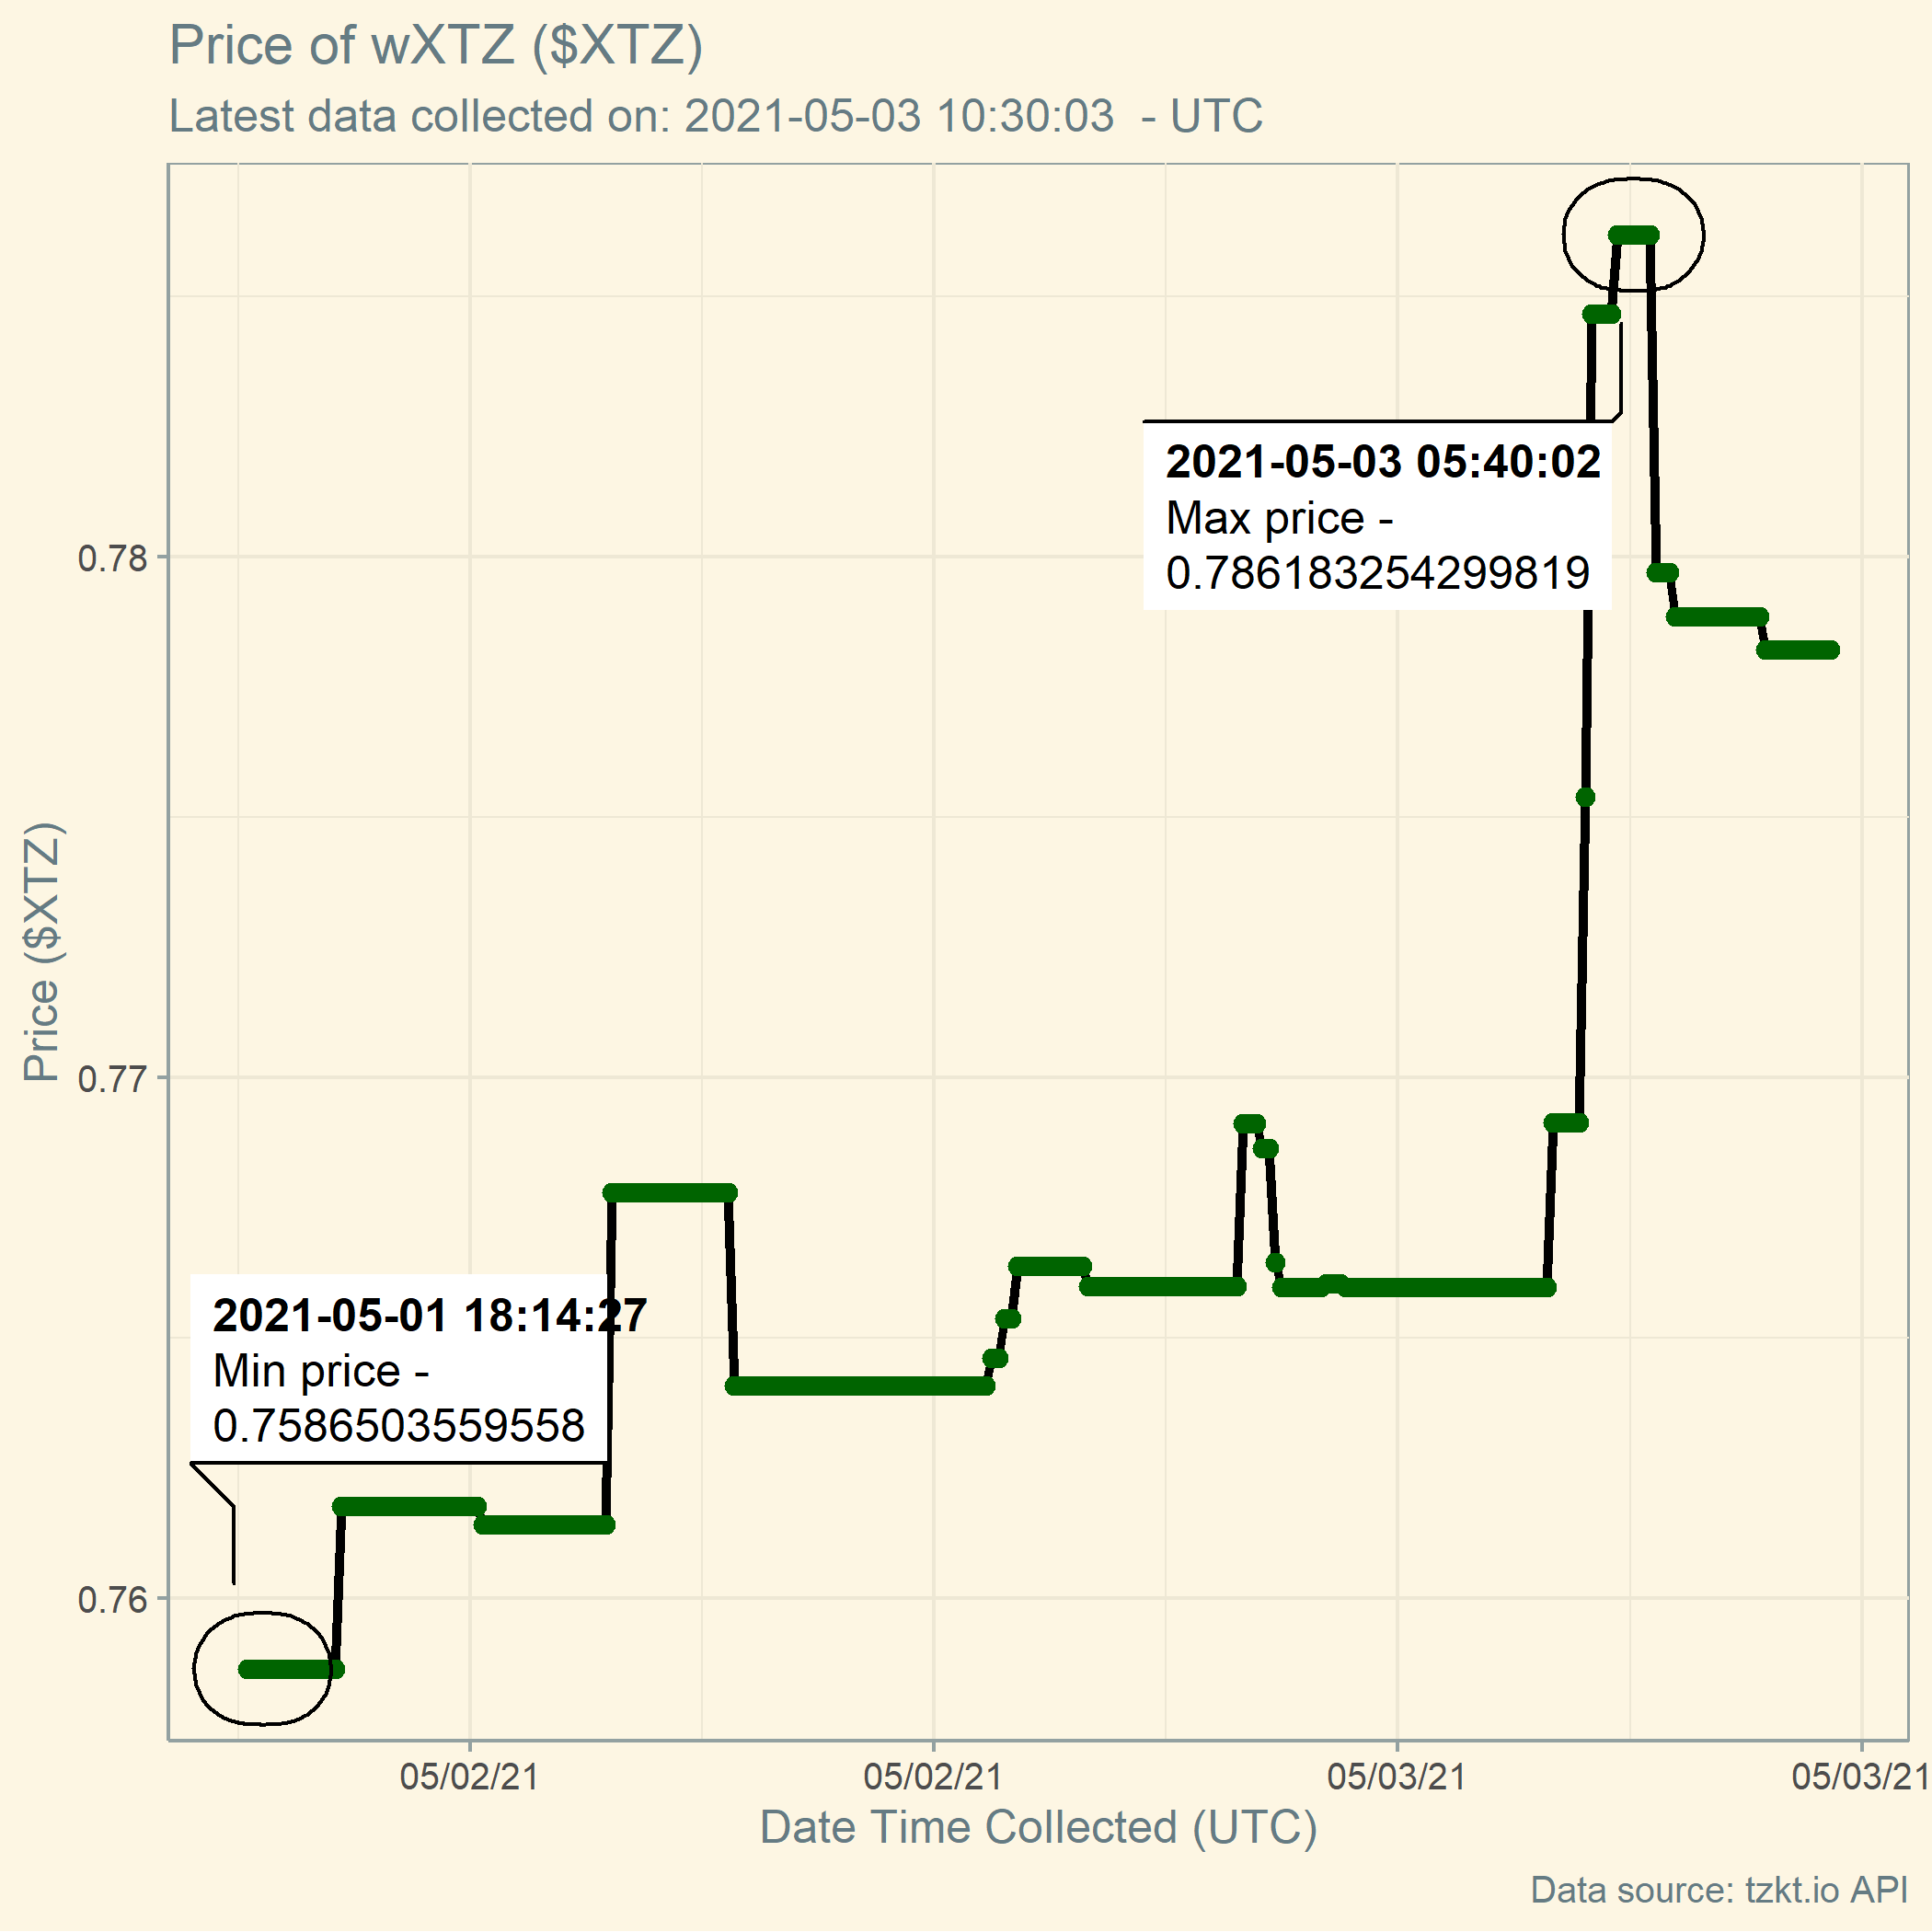 Price of wXTZ ($XTZ)
Latest data collected on: 2021-05-03 10:30:03  - UTC
2021-05-03 05:40:02
Max price -
0.786183254299819
0.78
Price ($XTZ)
0.77
2021-05-01 18:14:27
Min price -
0.7586503559558
0.76
05/02/21
05/02/21
05/03/21
05/03/21
Date Time Collected (UTC)
Data source: tzkt.io API